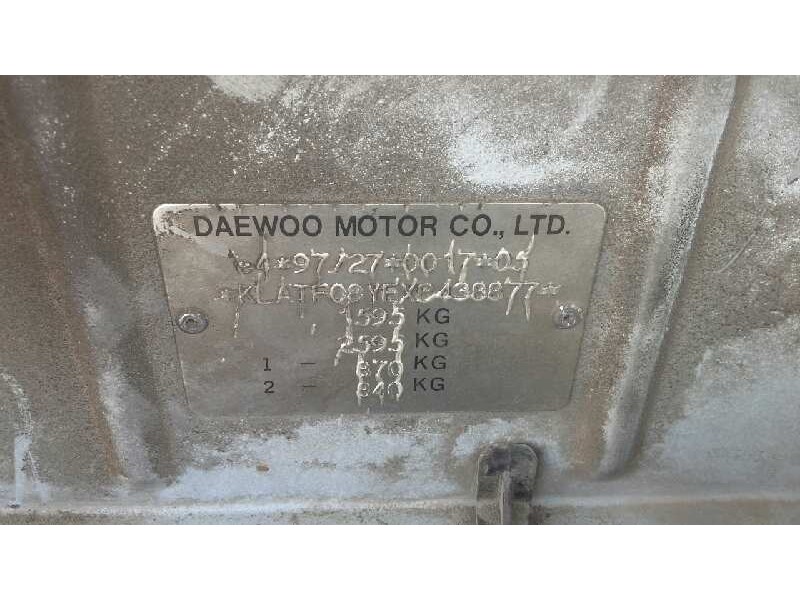 DAEWOO MOTOR CO., LTD.
e4*97/27*0017*05
*KLATF08YEXB438877*
1595 KG
2595 KG
1 - 870 KG
2 - 840 KG